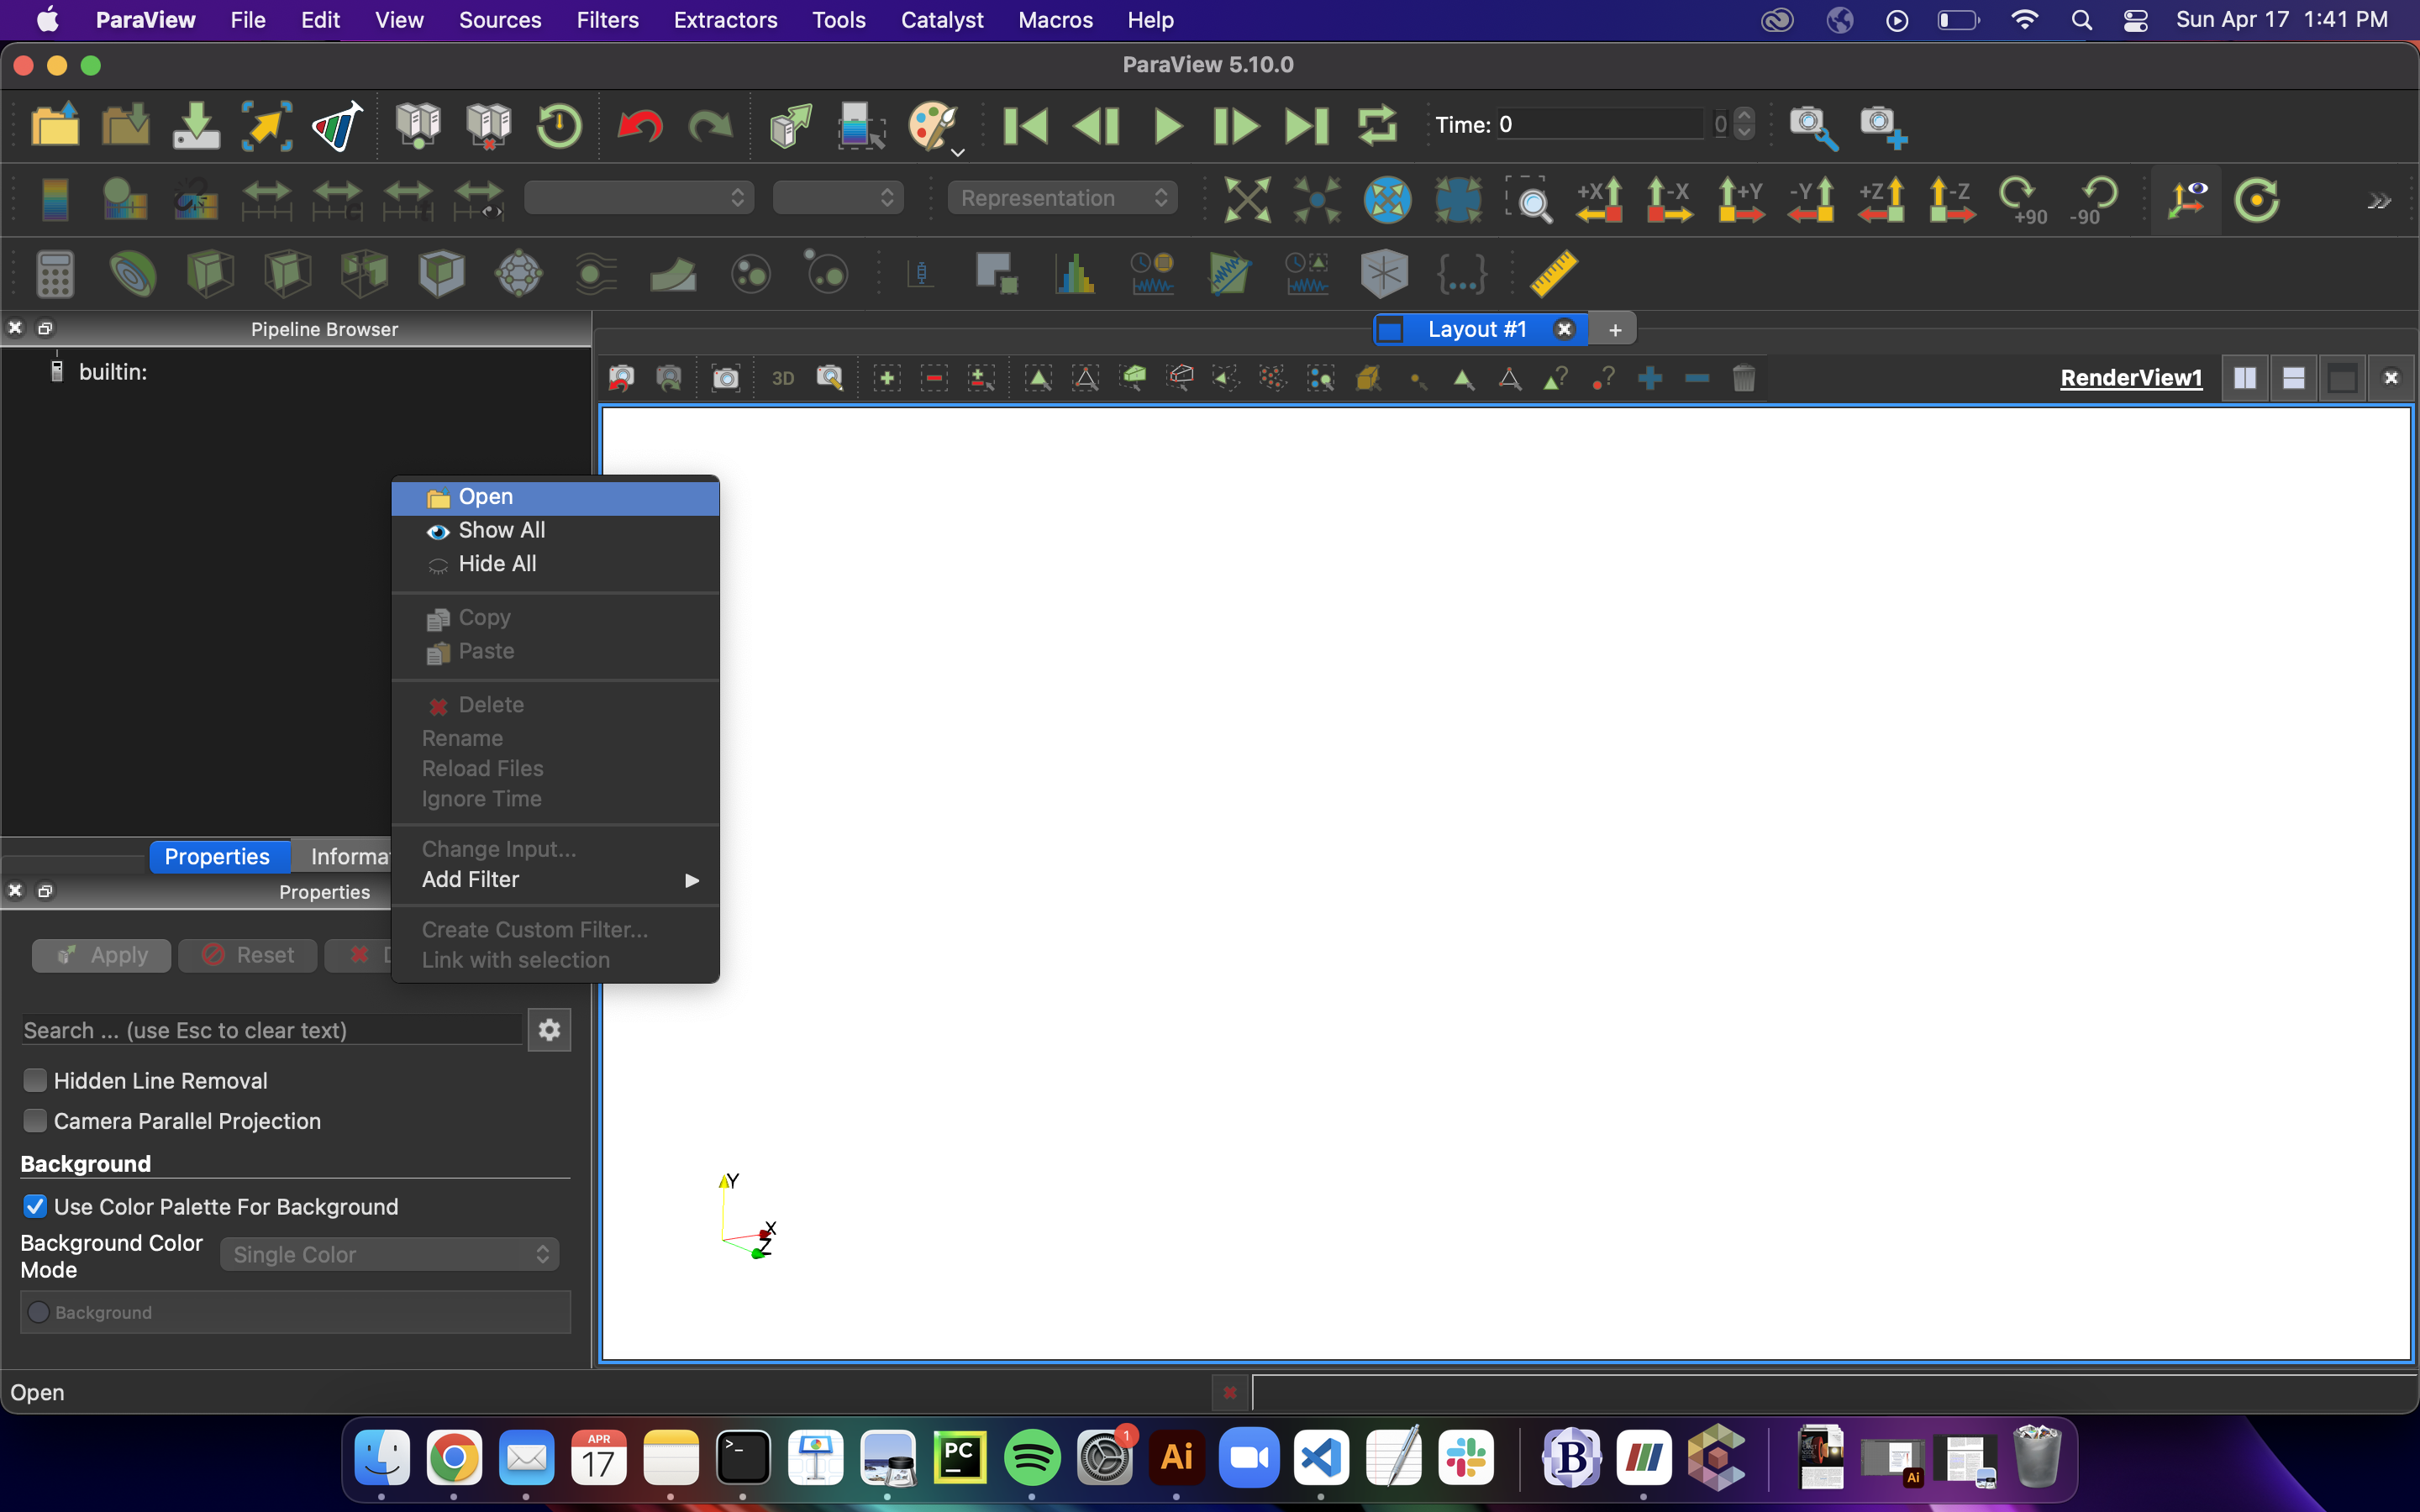 ParaView File Edit View Sources Filters Extractors Tools Catalyst Macros Help Sun Apr 17 1:41 PM
ParaView 5.10.0
Time: 0 0
Representation +X -X +Y -Y +Z -Z +90 -90
Pipeline Browser
Layout #1 +
builtin:
3D RenderView1
Open
Show All
Hide All
Copy
Paste
Delete
Rename
Reload Files
Ignore Time
Change Input...
Add Filter
Create Custom Filter...
Link with selection
Properties Informa
Properties
Apply Reset D
Search ... (use Esc to clear text)
Hidden Line Removal
Camera Parallel Projection
Background
Use Color Palette For Background
Background Color
Mode
Single Color
Background
Y
X
Z
Open
APR
17
>_
PC
1
Ai
B
Ai